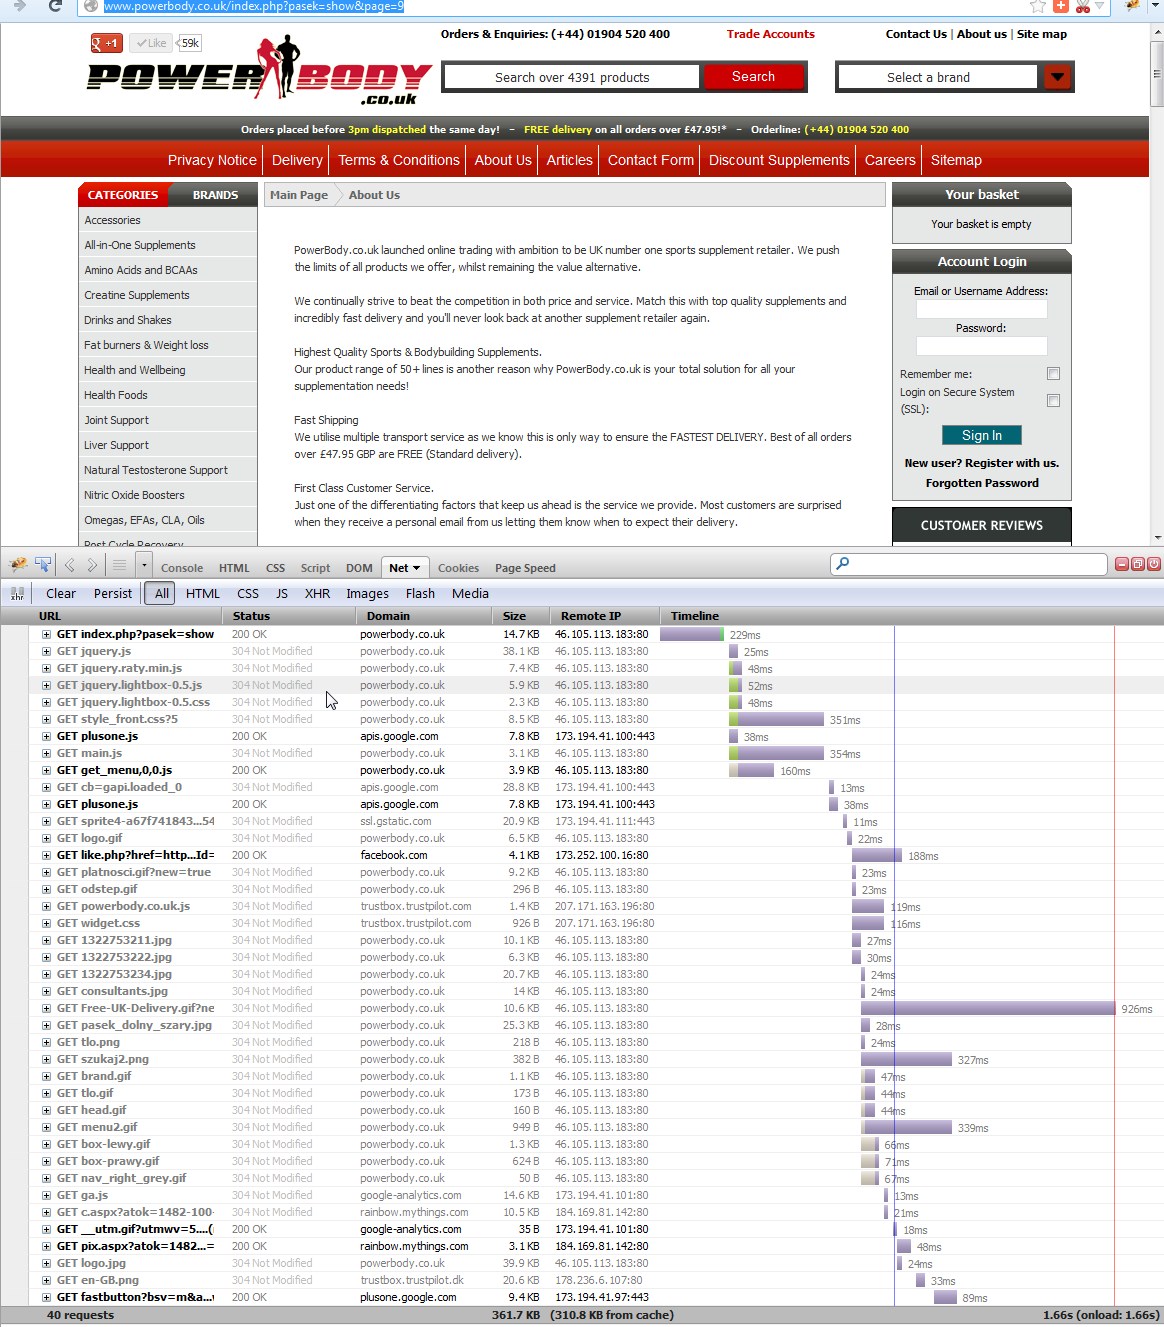 www.powerbody.co.uk/index.php?pasek=show&page=9
+1 Like 59k
Orders & Enquiries: (+44) 01904 520 400 Trade Accounts Contact Us | About us | Site map
POWER BODY .co.uk
Search over 4391 products Search Select a brand
Orders placed before 3pm dispatched the same day! – FREE delivery on all orders over £47.95!* – Orderline: (+44) 01904 520 400
Privacy Notice Delivery Terms & Conditions About Us Articles Contact Form Discount Supplements Careers Sitemap
CATEGORIES BRANDS
Accessories
All-in-One Supplements
Amino Acids and BCAAs
Creatine Supplements
Drinks and Shakes
Fat burners & Weight loss
Health and Wellbeing
Health Foods
Joint Support
Liver Support
Natural Testosterone Support
Nitric Oxide Boosters
Omegas, EFAs, CLA, Oils
Post Cycle Recovery
Main Page About Us
PowerBody.co.uk launched online trading with ambition to be UK number one sports supplement retailer. We push
the limits of all products we offer, whilst remaining the value alternative.
We continually strive to beat the competition in both price and service. Match this with top quality supplements and
incredibly fast delivery and you'll never look back at another supplement retailer again.
Highest Quality Sports & Bodybuilding Supplements.
Our product range of 50+ lines is another reason why PowerBody.co.uk is your total solution for all your
supplementation needs!
Fast Shipping
We utilise multiple transport service as we know this is only way to ensure the FASTEST DELIVERY. Best of all orders
over £47.95 GBP are FREE (Standard delivery).
First Class Customer Service.
Just one of the differentiating factors that keep us ahead is the service we provide. Most customers are surprised
when they receive a personal email from us letting them know when to expect their delivery.
Your basket
Your basket is empty
Account Login
Email or Username Address:
Password:
Remember me:
Login on Secure System
(SSL):
Sign In
New user? Register with us.
Forgotten Password
CUSTOMER REVIEWS
Console HTML CSS Script DOM Net Cookies Page Speed
xhr Clear Persist All HTML CSS JS XHR Images Flash Media
URL Status Domain Size Remote IP Timeline
GET index.php?pasek=show 200 OK powerbody.co.uk 14.7 KB 46.105.113.183:80 229ms
GET jquery.js 304 Not Modified powerbody.co.uk 38.1 KB 46.105.113.183:80 25ms
GET jquery.raty.min.js 304 Not Modified powerbody.co.uk 7.4 KB 46.105.113.183:80 48ms
GET jquery.lightbox-0.5.js 304 Not Modified powerbody.co.uk 5.9 KB 46.105.113.183:80 52ms
GET jquery.lightbox-0.5.css 304 Not Modified powerbody.co.uk 2.3 KB 46.105.113.183:80 48ms
GET style_front.css?5 304 Not Modified powerbody.co.uk 8.5 KB 46.105.113.183:80 351ms
GET plusone.js 200 OK apis.google.com 7.8 KB 173.194.41.100:443 38ms
GET main.js 304 Not Modified powerbody.co.uk 3.1 KB 46.105.113.183:80 354ms
GET get_menu,0,0.js 200 OK powerbody.co.uk 3.9 KB 46.105.113.183:80 160ms
GET cb=gapi.loaded_0 304 Not Modified apis.google.com 28.8 KB 173.194.41.100:443 13ms
GET plusone.js 200 OK apis.google.com 7.8 KB 173.194.41.100:443 38ms
GET sprite4-a67f741843...54 304 Not Modified ssl.gstatic.com 20.9 KB 173.194.41.111:443 11ms
GET logo.gif 304 Not Modified powerbody.co.uk 6.5 KB 46.105.113.183:80 22ms
GET like.php?href=http...Id= 200 OK facebook.com 4.1 KB 173.252.100.16:80 188ms
GET platnosci.gif?new=true 304 Not Modified powerbody.co.uk 9.2 KB 46.105.113.183:80 23ms
GET odstep.gif 304 Not Modified powerbody.co.uk 296 B 46.105.113.183:80 23ms
GET powerbody.co.uk.js 304 Not Modified trustbox.trustpilot.com 1.4 KB 207.171.163.196:80 119ms
GET widget.css 304 Not Modified trustbox.trustpilot.com 926 B 207.171.163.196:80 116ms
GET 1322753211.jpg 304 Not Modified powerbody.co.uk 10.1 KB 46.105.113.183:80 27ms
GET 1322753222.jpg 304 Not Modified powerbody.co.uk 6.3 KB 46.105.113.183:80 30ms
GET 1322753234.jpg 304 Not Modified powerbody.co.uk 20.7 KB 46.105.113.183:80 24ms
GET consultants.jpg 304 Not Modified powerbody.co.uk 14 KB 46.105.113.183:80 24ms
GET Free-UK-Delivery.gif?ne 304 Not Modified powerbody.co.uk 10.6 KB 46.105.113.183:80 926ms
GET pasek_dolny_szary.jpg 304 Not Modified powerbody.co.uk 25.3 KB 46.105.113.183:80 28ms
GET tlo.png 304 Not Modified powerbody.co.uk 218 B 46.105.113.183:80 24ms
GET szukaj2.png 304 Not Modified powerbody.co.uk 382 B 46.105.113.183:80 327ms
GET brand.gif 304 Not Modified powerbody.co.uk 1.1 KB 46.105.113.183:80 47ms
GET tlo.gif 304 Not Modified powerbody.co.uk 173 B 46.105.113.183:80 44ms
GET head.gif 304 Not Modified powerbody.co.uk 160 B 46.105.113.183:80 44ms
GET menu2.gif 304 Not Modified powerbody.co.uk 949 B 46.105.113.183:80 339ms
GET box-lewy.gif 304 Not Modified powerbody.co.uk 1.3 KB 46.105.113.183:80 66ms
GET box-prawy.gif 304 Not Modified powerbody.co.uk 624 B 46.105.113.183:80 71ms
GET nav_right_grey.gif 304 Not Modified powerbody.co.uk 50 B 46.105.113.183:80 67ms
GET ga.js 304 Not Modified google-analytics.com 14.6 KB 173.194.41.101:80 13ms
GET c.aspx?atok=1482-100- 304 Not Modified rainbow.mythings.com 10.5 KB 184.169.81.142:80 21ms
GET __utm.gif?utmwv=5....( 200 OK google-analytics.com 35 B 173.194.41.101:80 18ms
GET pix.aspx?atok=1482...= 200 OK rainbow.mythings.com 3.1 KB 184.169.81.142:80 48ms
GET logo.jpg 304 Not Modified powerbody.co.uk 39.9 KB 46.105.113.183:80 24ms
GET en-GB.png 304 Not Modified trustbox.trustpilot.dk 20.6 KB 178.236.6.107:80 33ms
GET fastbutton?bsv=m&a... 200 OK plusone.google.com 9.4 KB 173.194.41.97:443 89ms
40 requests 361.7 KB (310.8 KB from cache) 1.66s (onload: 1.66s)